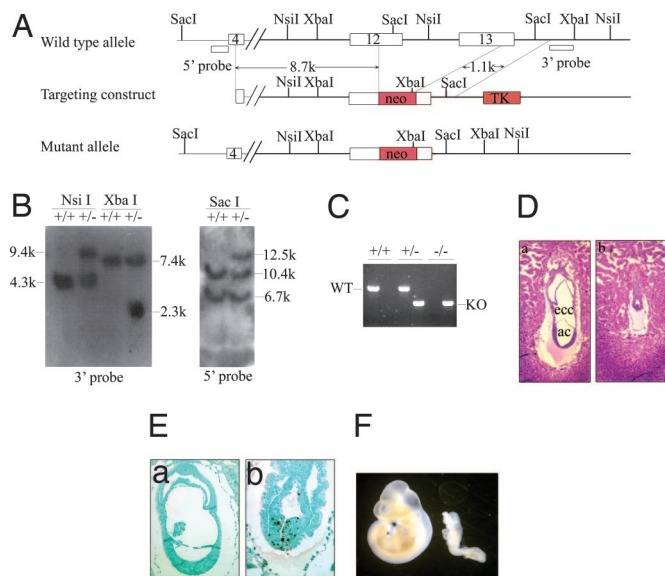 A
SacI NsiI XbaI SacI NsiI SacI XbaI NsiI
Wild type allele 4 12 13
5' probe 3' probe
8.7k 1.1k
NsiI XbaI XbaI SacI
Targeting construct neo TK
SacI NsiI XbaI XbaI SacI XbaI NsiI
Mutant allele 4 neo
B
Nsi I Xba I
+/+ +/- +/+ +/-
9.4k
4.3k
7.4k
2.3k
3' probe
Sac I
+/+ +/-
12.5k
10.4k
6.7k
5' probe
C
+/+ +/- -/-
WT
KO
D
a b
ecc
ac
E
a b
F